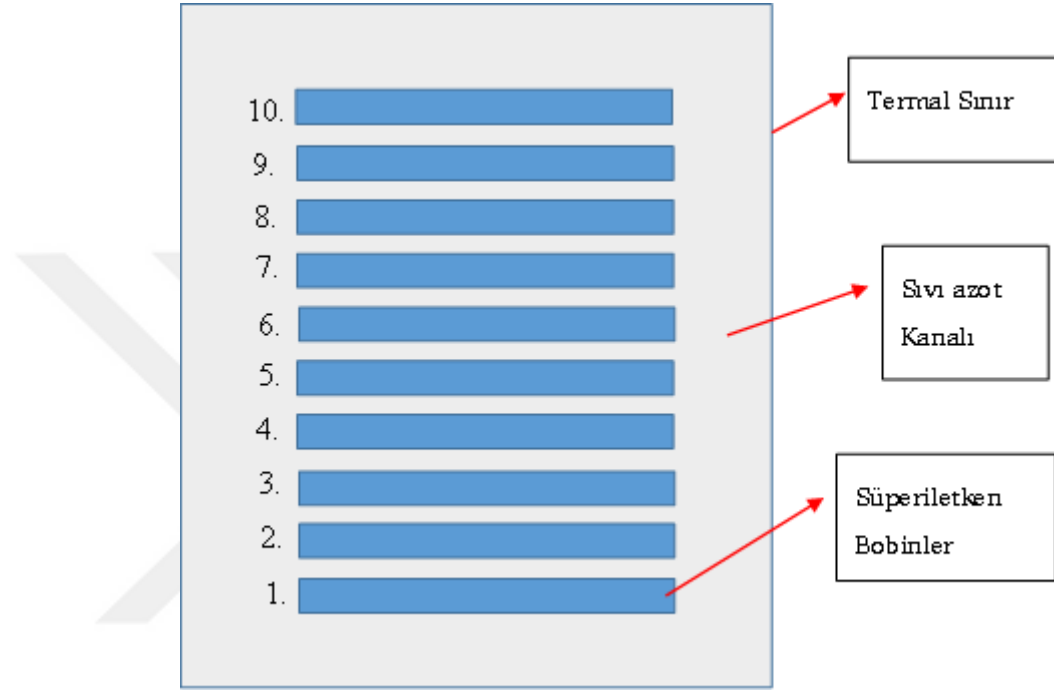 10.
9.
8.
7.
6.
5.
4.
3.
2.
1.
Termal Sınır
Sıvı azot
Kanalı
Süperiletken
Bobinler